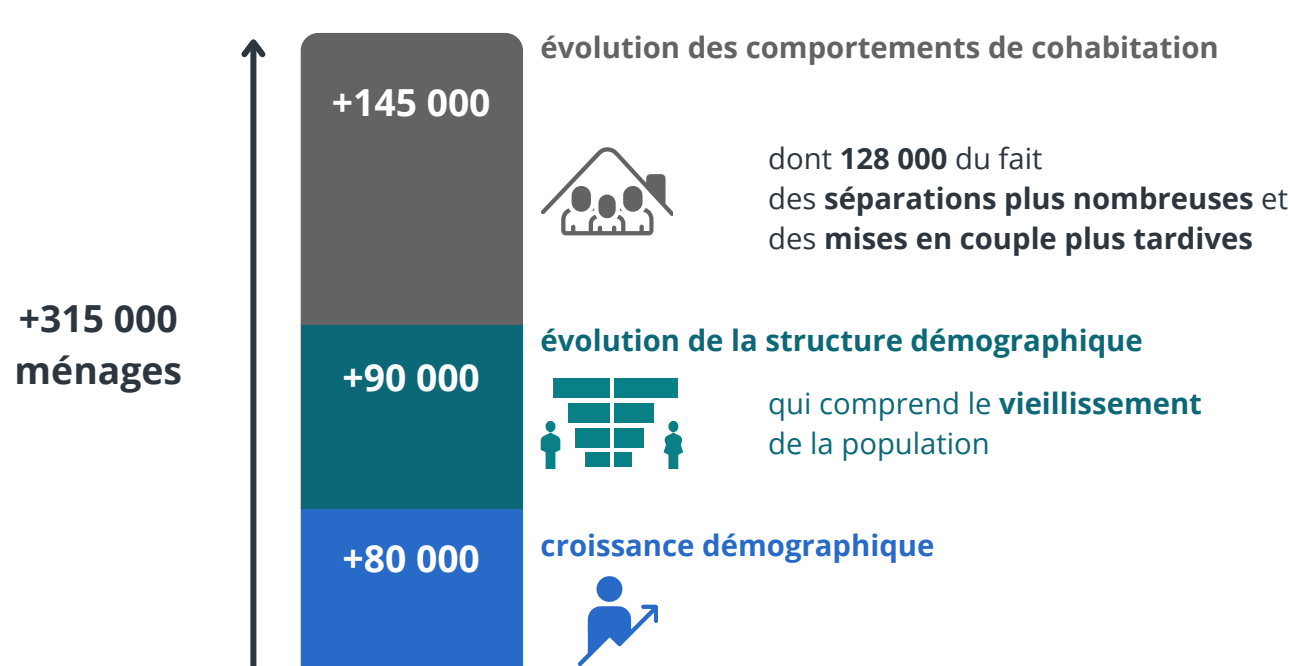 évolution des comportements de cohabitation
+145 000
dont 128 000 du fait
des séparations plus nombreuses et
des mises en couple plus tardives
+315 000
ménages
évolution de la structure démographique
+90 000
qui comprend le vieillissement
de la population
croissance démographique
+80 000